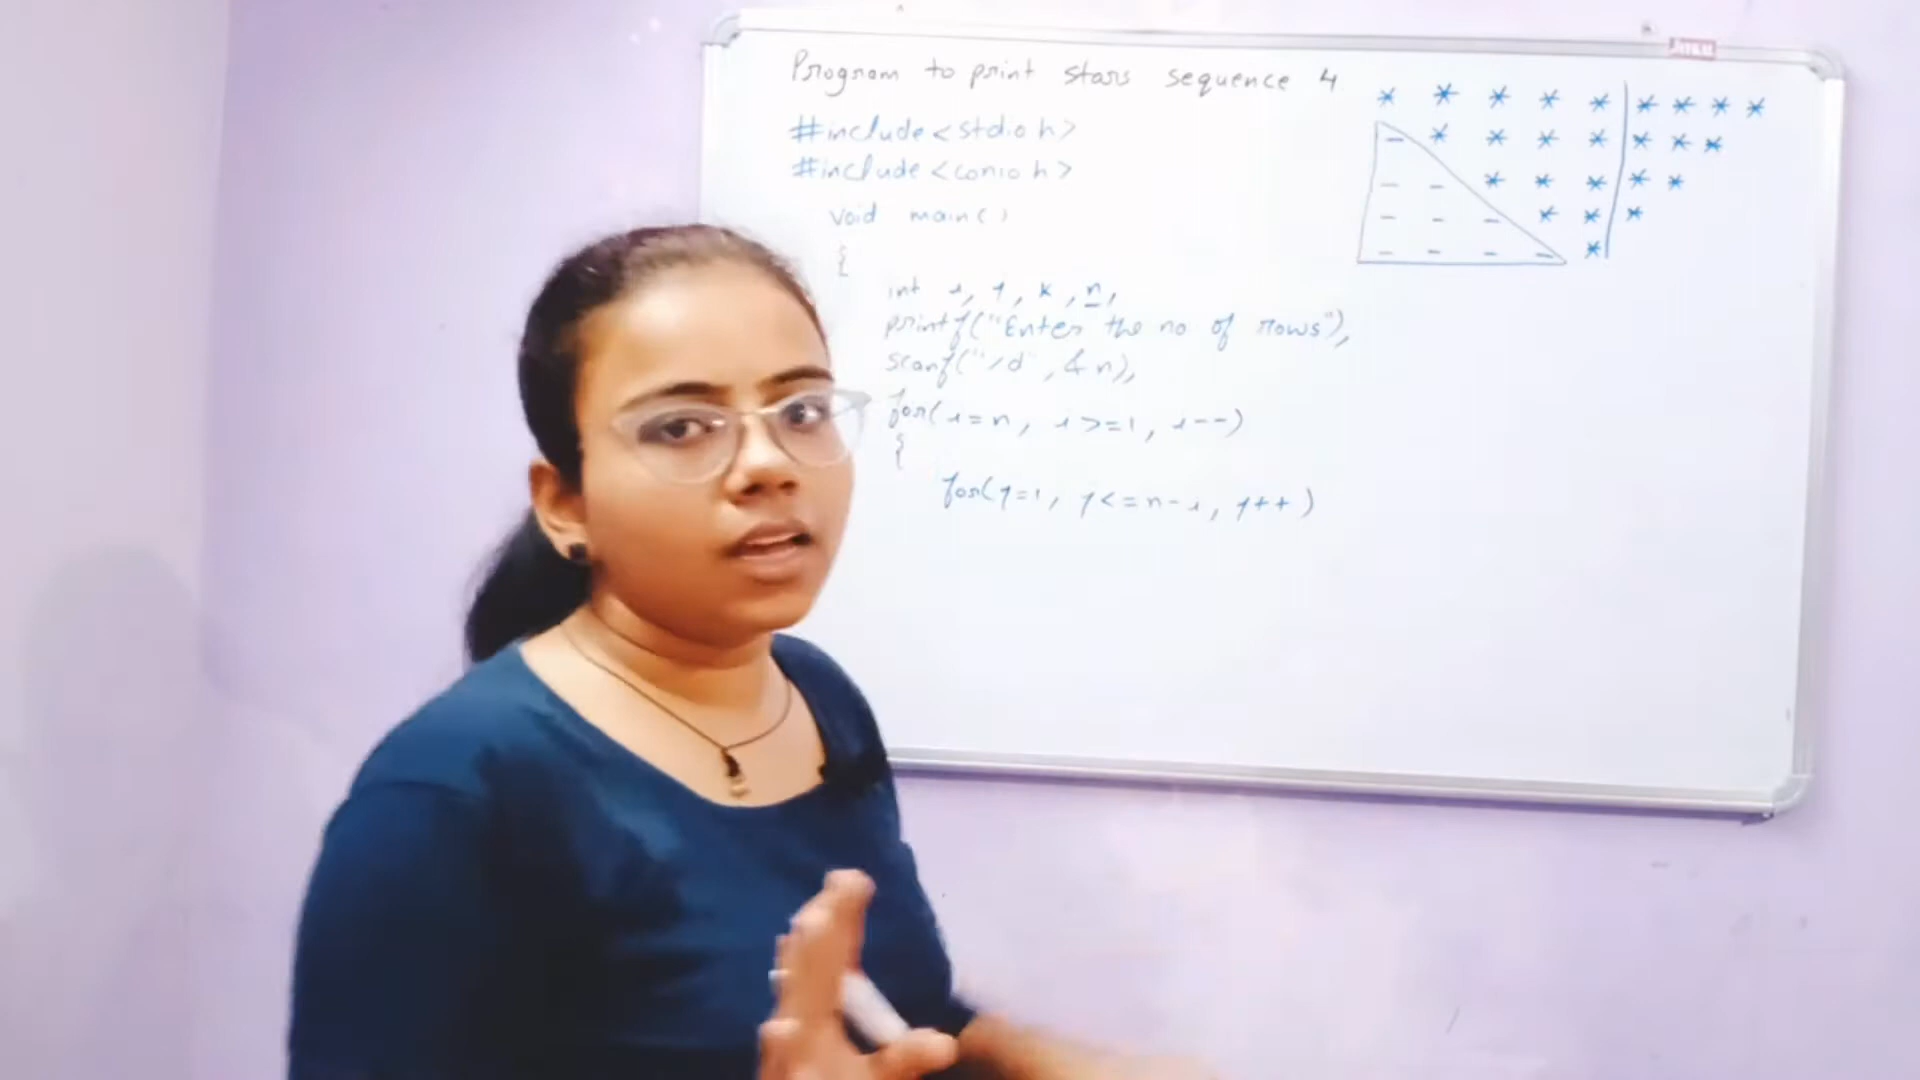 Program to print stars sequence 4
#include<stdio h>
#include<conio h>
void main()
{
int i, j, k, n,
printf("Enter the no of rows"),
scanf("%d", &n),
for(i=n, i>=1, i--)
{
for(j=1, j<=n-i, j++)
* * * * * * * * *
- * * * * * * *
- - * * * * *
- - - * * *
- - - - *